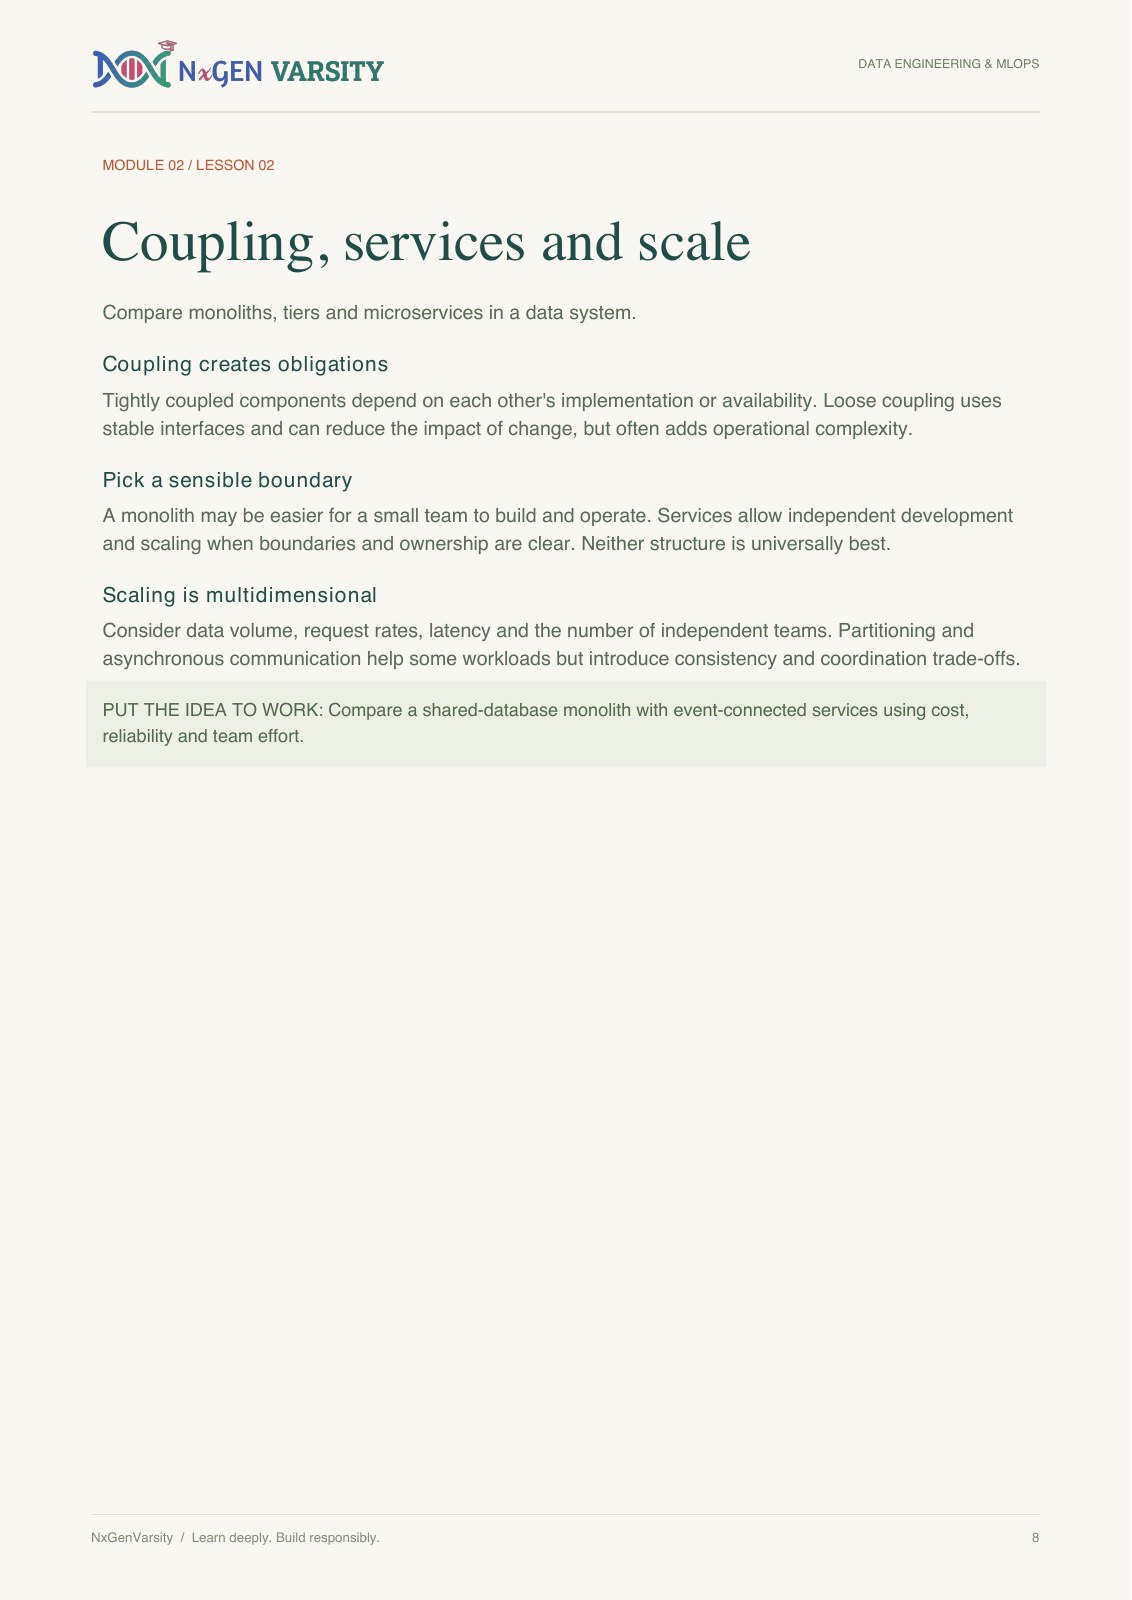 NxGEN VARSITY
DATA ENGINEERING & MLOPS
MODULE 02 / LESSON 02
Coupling, services and scale
Compare monoliths, tiers and microservices in a data system.
Coupling creates obligations
Tightly coupled components depend on each other's implementation or availability. Loose coupling uses
stable interfaces and can reduce the impact of change, but often adds operational complexity.
Pick a sensible boundary
A monolith may be easier for a small team to build and operate. Services allow independent development
and scaling when boundaries and ownership are clear. Neither structure is universally best.
Scaling is multidimensional
Consider data volume, request rates, latency and the number of independent teams. Partitioning and
asynchronous communication help some workloads but introduce consistency and coordination trade-offs.
PUT THE IDEA TO WORK: Compare a shared-database monolith with event-connected services using cost,
reliability and team effort.
NxGenVarsity / Learn deeply. Build responsibly.
8